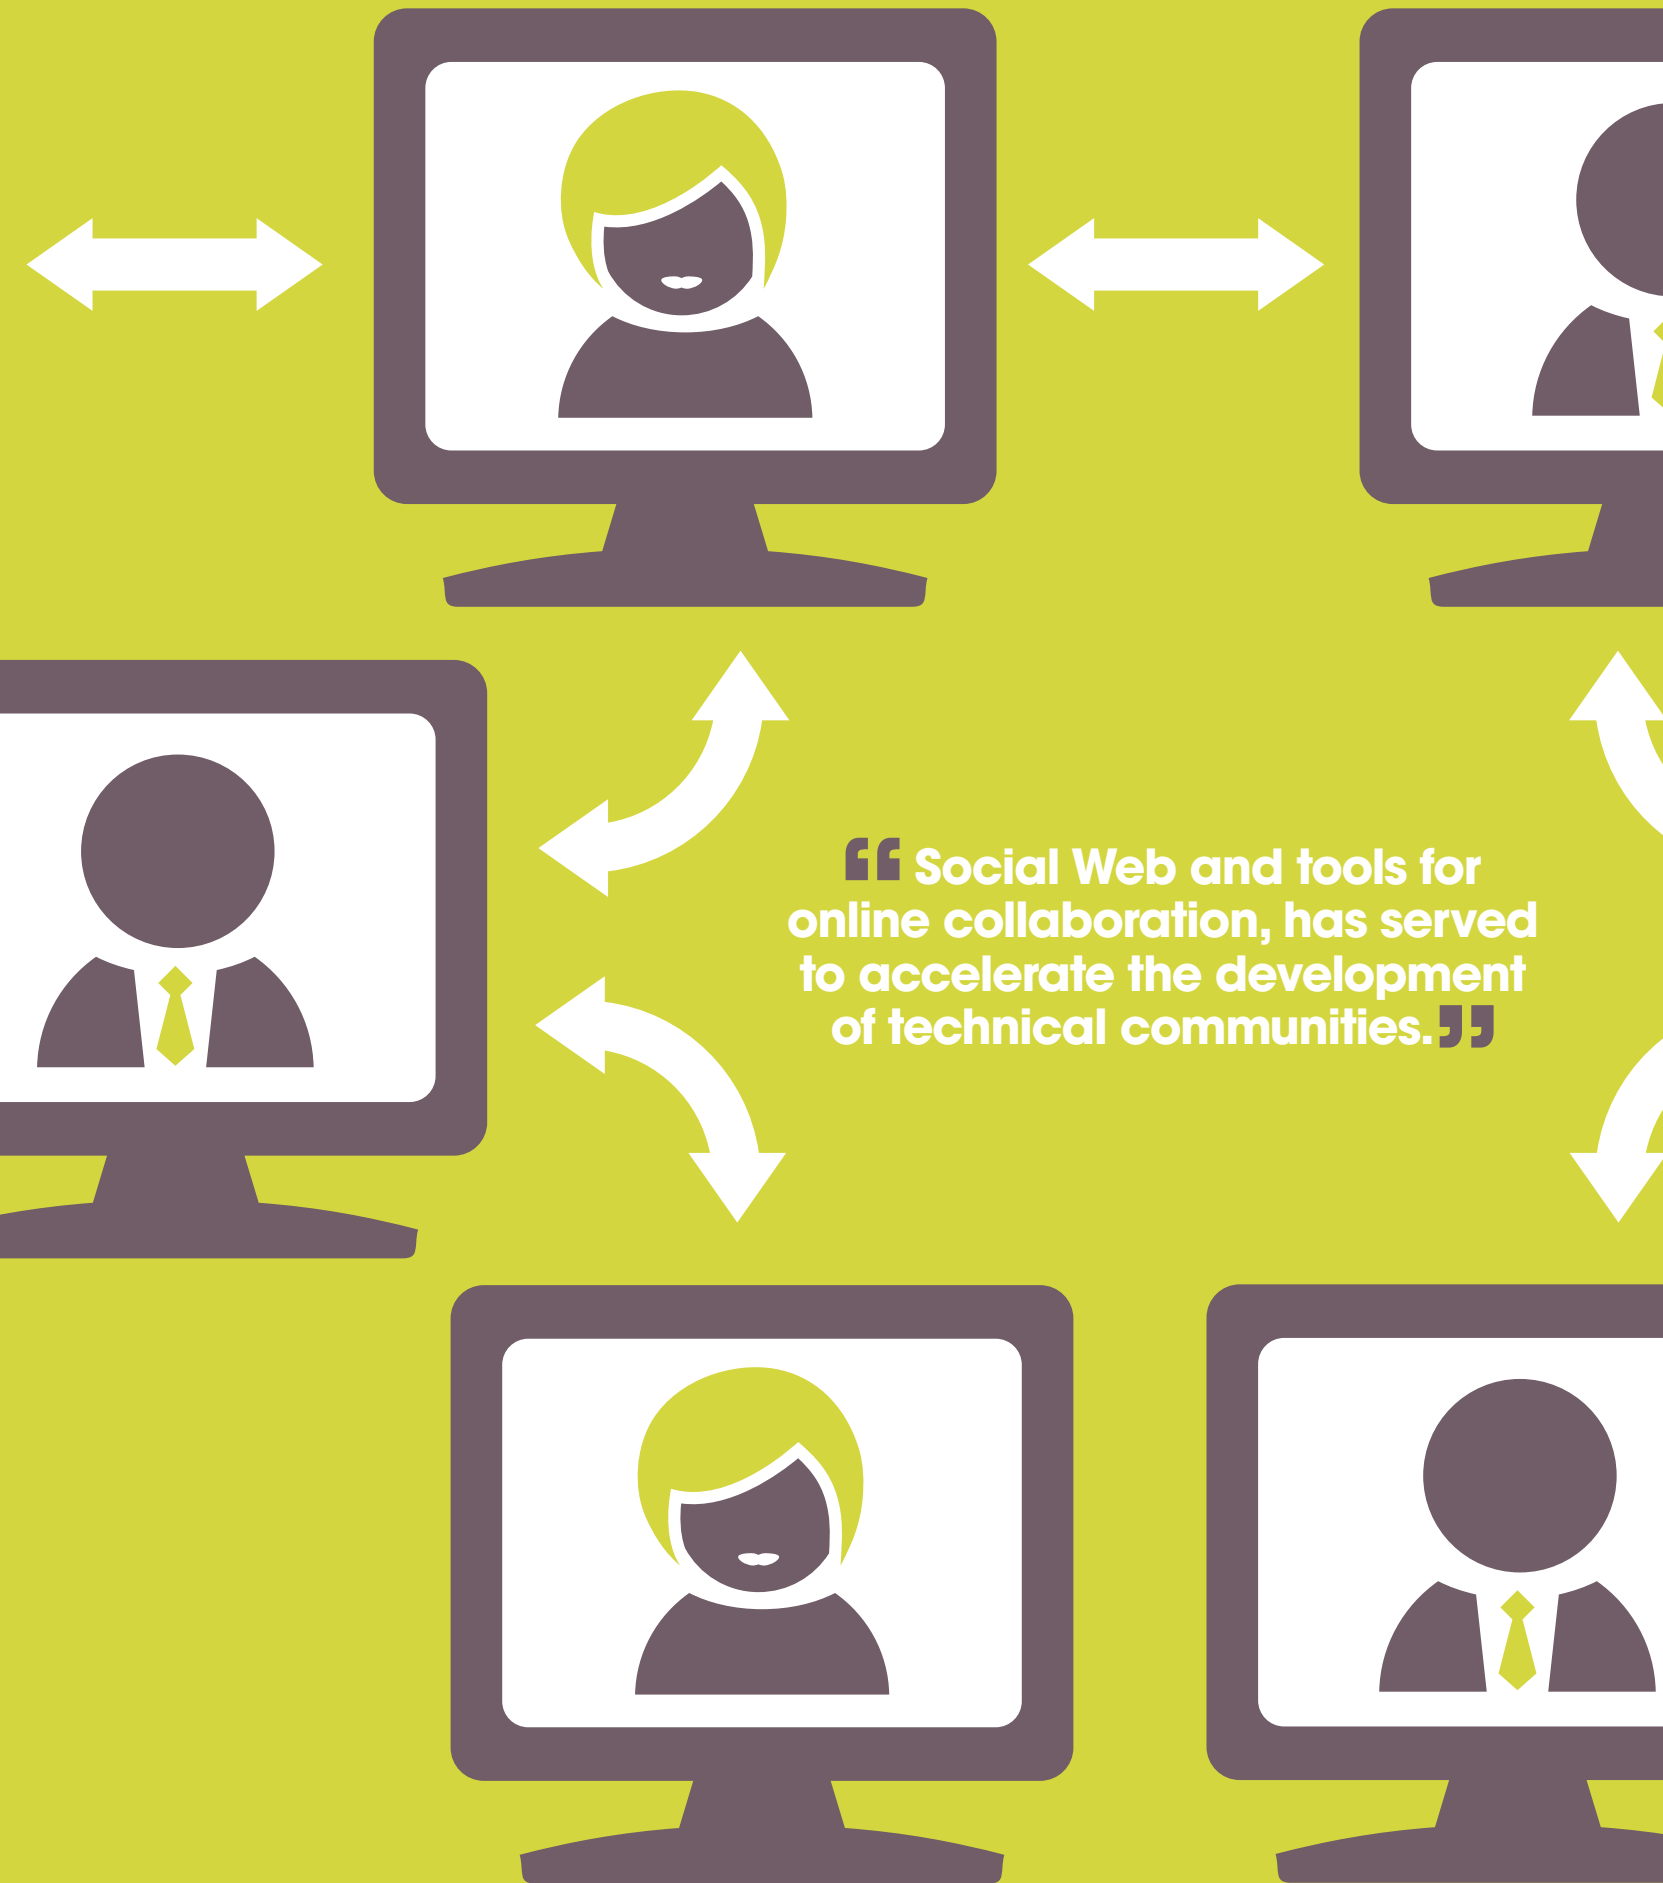 “ Social Web and tools for
online collaboration, has served
to accelerate the development
of technical communities.”